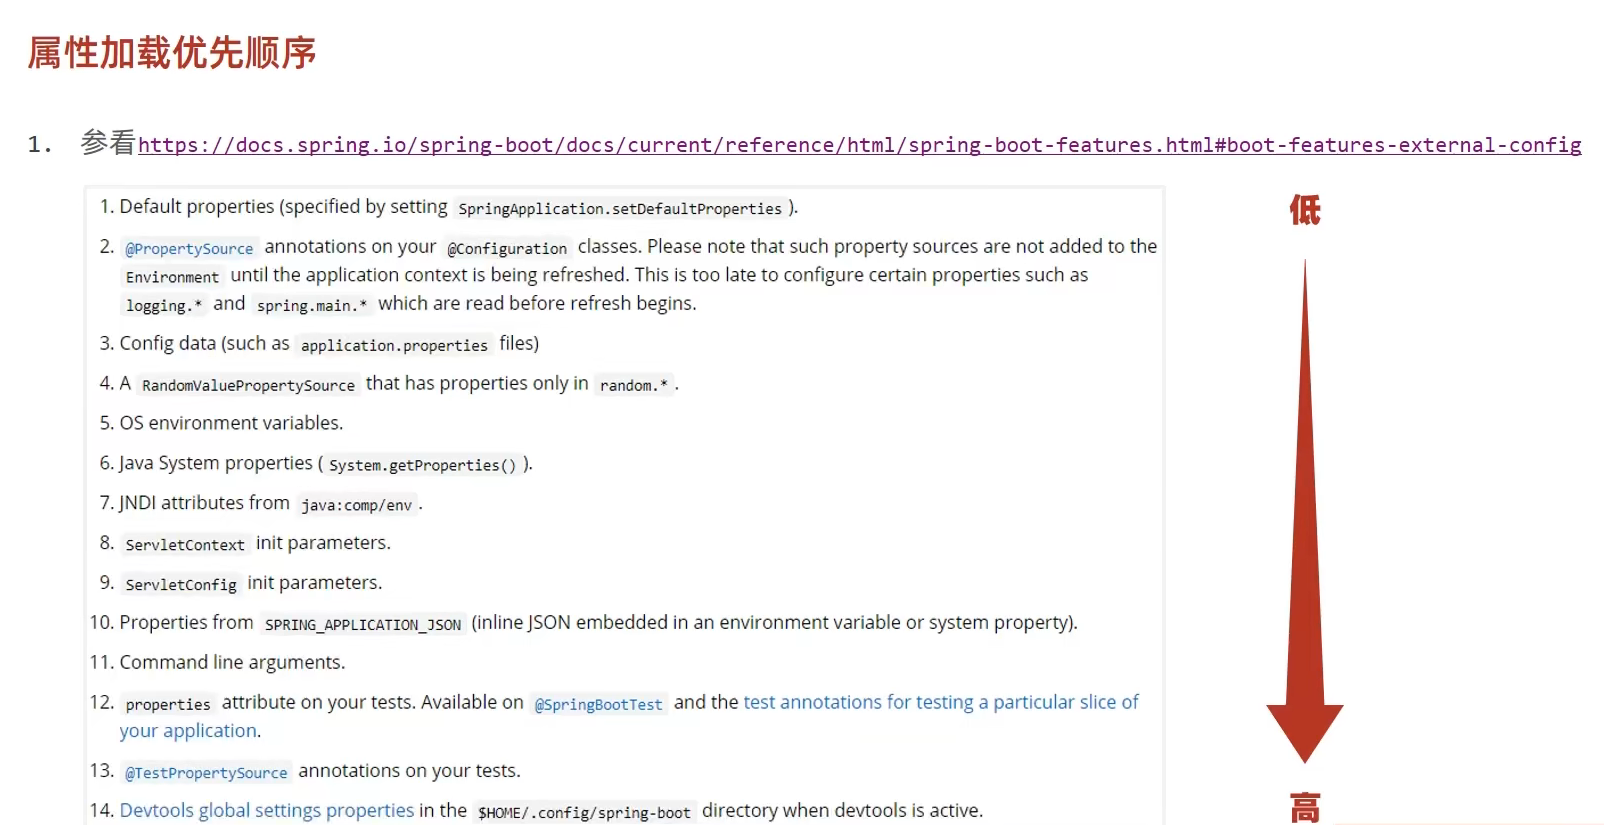 属性加载优先顺序
1. 参看https://docs.spring.io/spring-boot/docs/current/reference/html/spring-boot-features.html#boot-features-external-config
1. Default properties (specified by setting SpringApplication.setDefaultProperties ).
低
2. @PropertySource annotations on your @Configuration classes. Please note that such property sources are not added to the
Environment until the application context is being refreshed. This is too late to configure certain properties such as
logging.* and spring.main.* which are read before refresh begins.
3. Config data (such as application.properties files)
4. A RandomValuePropertySource that has properties only in random.* .
5. OS environment variables.
6. Java System properties ( System.getProperties() ).
7. JNDI attributes from java:comp/env .
8. ServletContext init parameters.
9. ServletConfig init parameters.
10. Properties from SPRING_APPLICATION_JSON (inline JSON embedded in an environment variable or system property).
11. Command line arguments.
12. properties attribute on your tests. Available on @SpringBootTest and the test annotations for testing a particular slice of
your application.
13. @TestPropertySource annotations on your tests.
14. Devtools global settings properties in the $HOME/.config/spring-boot directory when devtools is active.
高